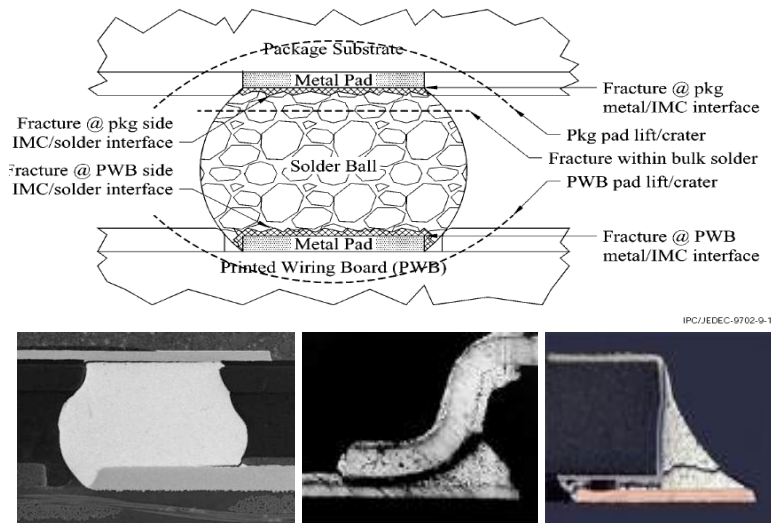 Package Substrate
Metal Pad
Fracture @ pkg
metal/IMC interface
Fracture @ pkg side
IMC/solder interface
Pkg pad lift/crater
Fracture within bulk solder
Solder Ball
Fracture @ PWB side
IMC/solder interface
PWB pad lift/crater
Metal Pad
Fracture @ PWB
metal/IMC interface
Printed Wiring Board (PWB)
IPC/JEDEC-9702-9-1